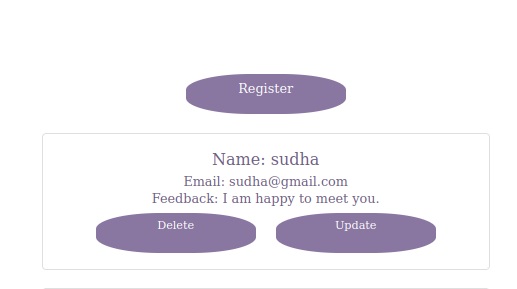 Register
Name: sudha
Email: sudha@gmail.com
Feedback: I am happy to meet you.
Delete
Update